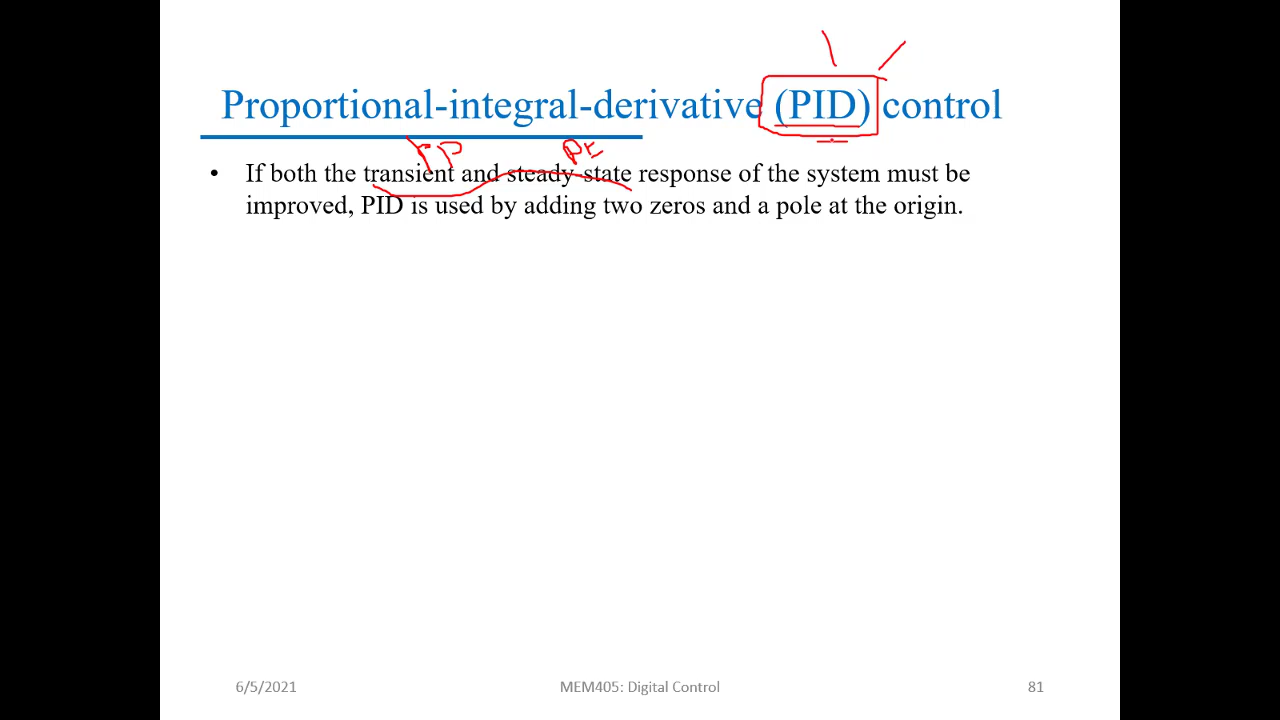 Proportional-integral-derivative (PID) control
• If both the transient and steady-state response of the system must be
improved, PID is used by adding two zeros and a pole at the origin.
6/5/2021
MEM405: Digital Control
81